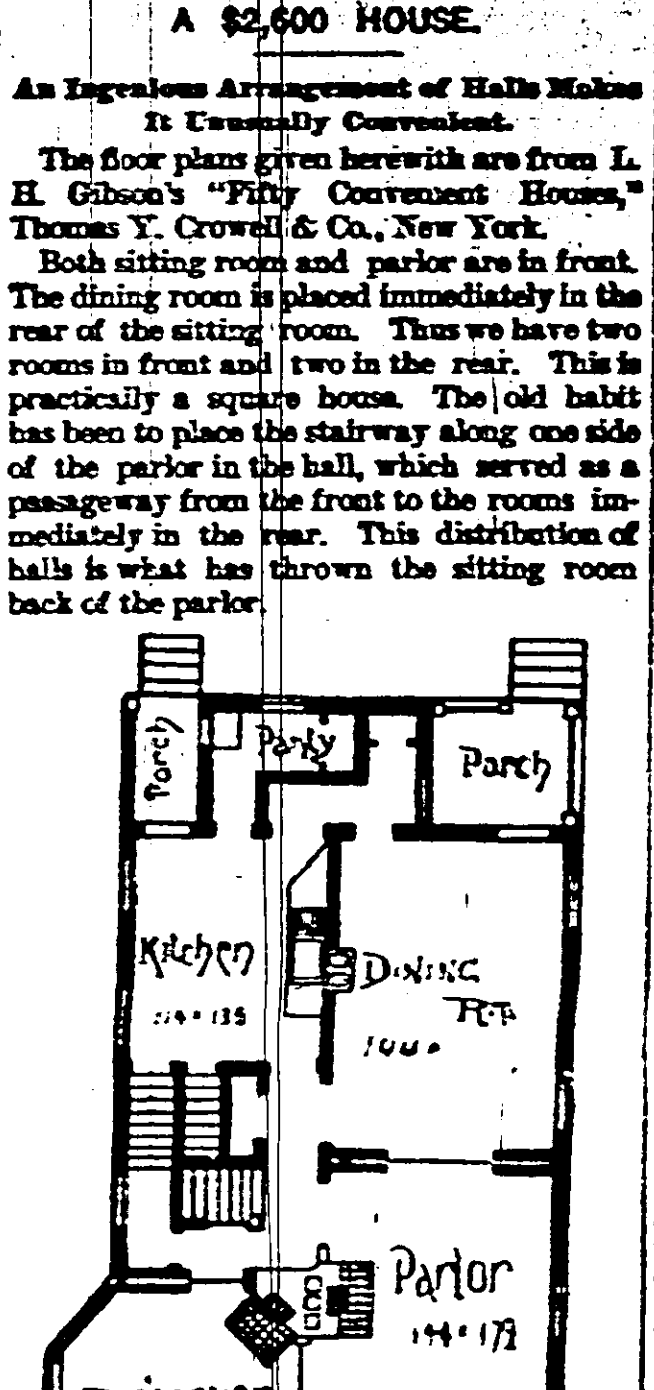 A $2,600 HOUSE.
An Ingenious Arrangement of Halls Makes
It Unusually Convenient.
The floor plans given herewith are from L.
H. Gibson's "Fifty Convenient Houses,"
Thomas Y. Crowell & Co., New York.
Both sitting room and parlor are in front.
The dining room is placed immediately in the
rear of the sitting room. Thus we have two
rooms in front and two in the rear. This is
practically a square house. The old habit
has been to place the stairway along one side
of the parlor in the hall, which served as a
passageway from the front to the rooms im-
mediately in the rear. This distribution of
halls is what has thrown the sitting room
back of the parlor.
Porch
Pantry
Porch
Kitchen
DINING
Parlor